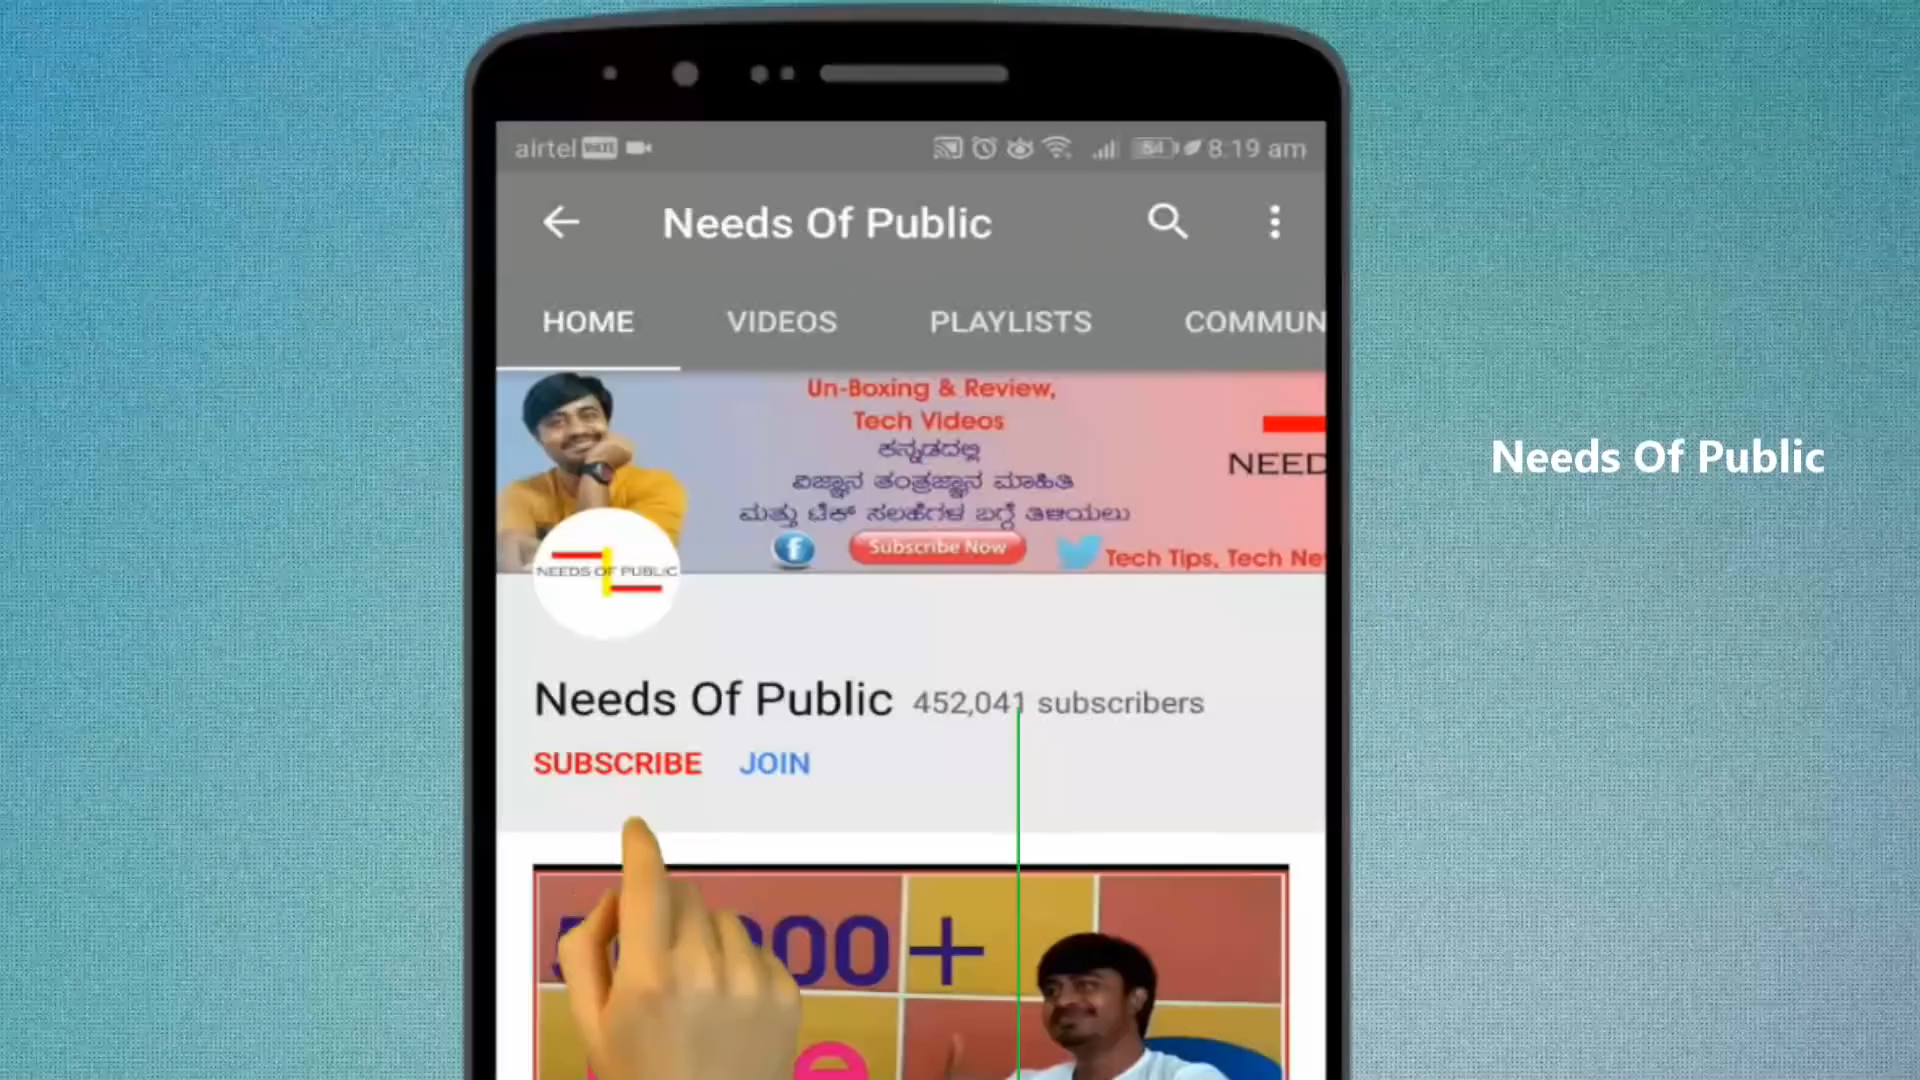 airtel VoLTE 54 8:19 am
Needs Of Public
HOME VIDEOS PLAYLISTS COMMUN
Un-Boxing & Review,
Tech Videos
ಕನ್ನಡದಲ್ಲಿ
ವಿಜ್ಞಾನ ತಂತ್ರಜ್ಞಾನ ಮಾಹಿತಿ
ಮತ್ತು ಟೆಕ್ ಸಲಹೆಗಳ ಬಗ್ಗೆ ತಿಳಿಯಲು
NEED
Subscribe Now
Tech Tips, Tech Ne
NEEDS OF PUBLIC
Needs Of Public 452,041 subscribers
SUBSCRIBE JOIN
Needs Of Public